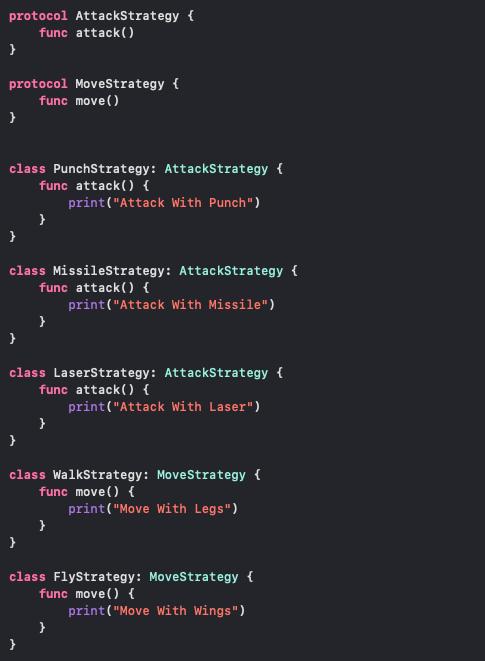 protocol AttackStrategy {
    func attack()
}

protocol MoveStrategy {
    func move()
}


class PunchStrategy: AttackStrategy {
    func attack() {
        print("Attack With Punch")
    }
}

class MissileStrategy: AttackStrategy {
    func attack() {
        print("Attack With Missile")
    }
}

class LaserStrategy: AttackStrategy {
    func attack() {
        print("Attack With Laser")
    }
}

class WalkStrategy: MoveStrategy {
    func move() {
        print("Move With Legs")
    }
}

class FlyStrategy: MoveStrategy {
    func move() {
        print("Move With Wings")
    }
}